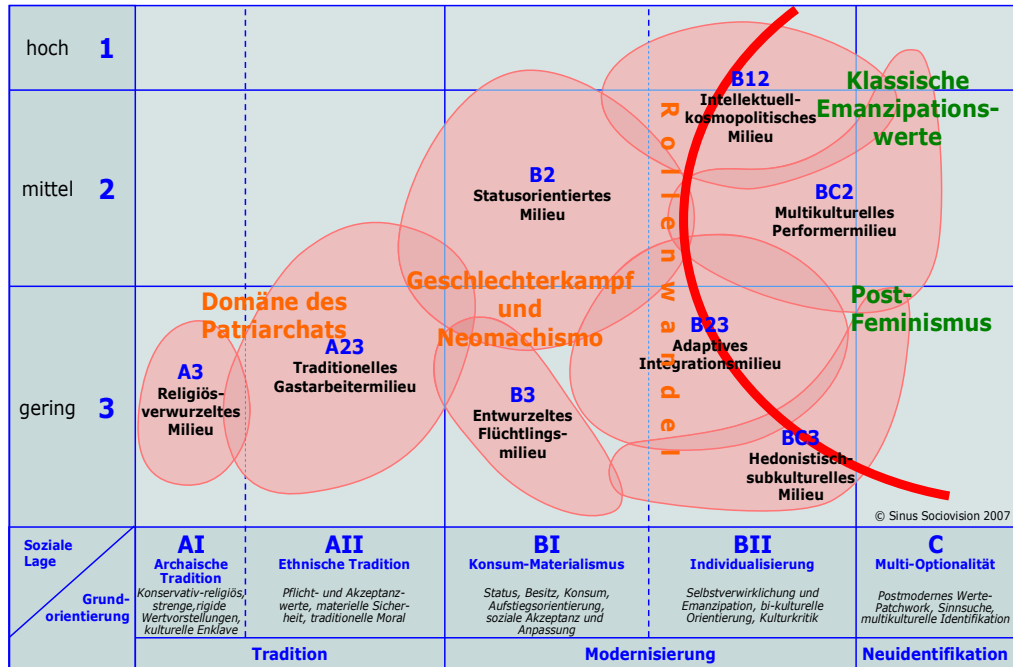 hoch 1
mittel 2
gering 3
B12
Intellektuell-
kosmopolitisches
Milieu
Klassische
Emanzipations-
werte
B2
Statusorientiertes
Milieu
Rollenwandel
BC2
Multikulturelles
Performermilieu
Domäne des
Patriarchats
Geschlechterkampf
und
Neomachismo
Post-
Feminismus
A3
Religiös-
verwurzeltes
Milieu
A23
Traditionelles
Gastarbeitermilieu
B23
Adaptives
Integrationsmilieu
B3
Entwurzeltes
Flüchtlings-
milieu
BC3
Hedonistisch-
subkulturelles
Milieu
© Sinus Sociovision 2007
Soziale
Lage
Grund-
orientierung
AI
Archaische
Tradition
Konservativ-religiös,
strenge,rigide
Wertvorstellungen,
kulturelle Enklave
AII
Ethnische Tradition
Pflicht- und Akzeptanz-
werte, materielle Sicher-
heit, traditionelle Moral
BI
Konsum-Materialismus
Status, Besitz, Konsum,
Aufstiegsorientierung,
soziale Akzeptanz und
Anpassung
BII
Individualisierung
Selbstverwirklichung und
Emanzipation, bi-kulturelle
Orientierung, Kulturkritik
C
Multi-Optionalität
Postmodernes Werte-
Patchwork, Sinnsuche,
multikulturelle Identifikation
Tradition
Modernisierung
Neuidentifikation